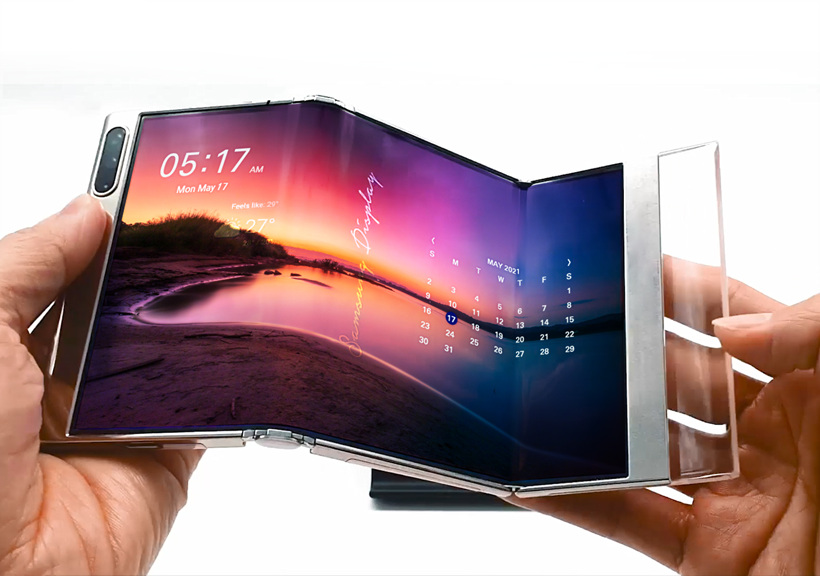 05:17 AM
Mon May 17
Feels like: 29°
27°
Samsung Display
MAY 2021
S M T W T F S
1
2 3 4 5 6 7 8
9 10 11 12 13 14 15
16 17 18 19 20 21 22
23 24 25 26 27 28 29
30 31